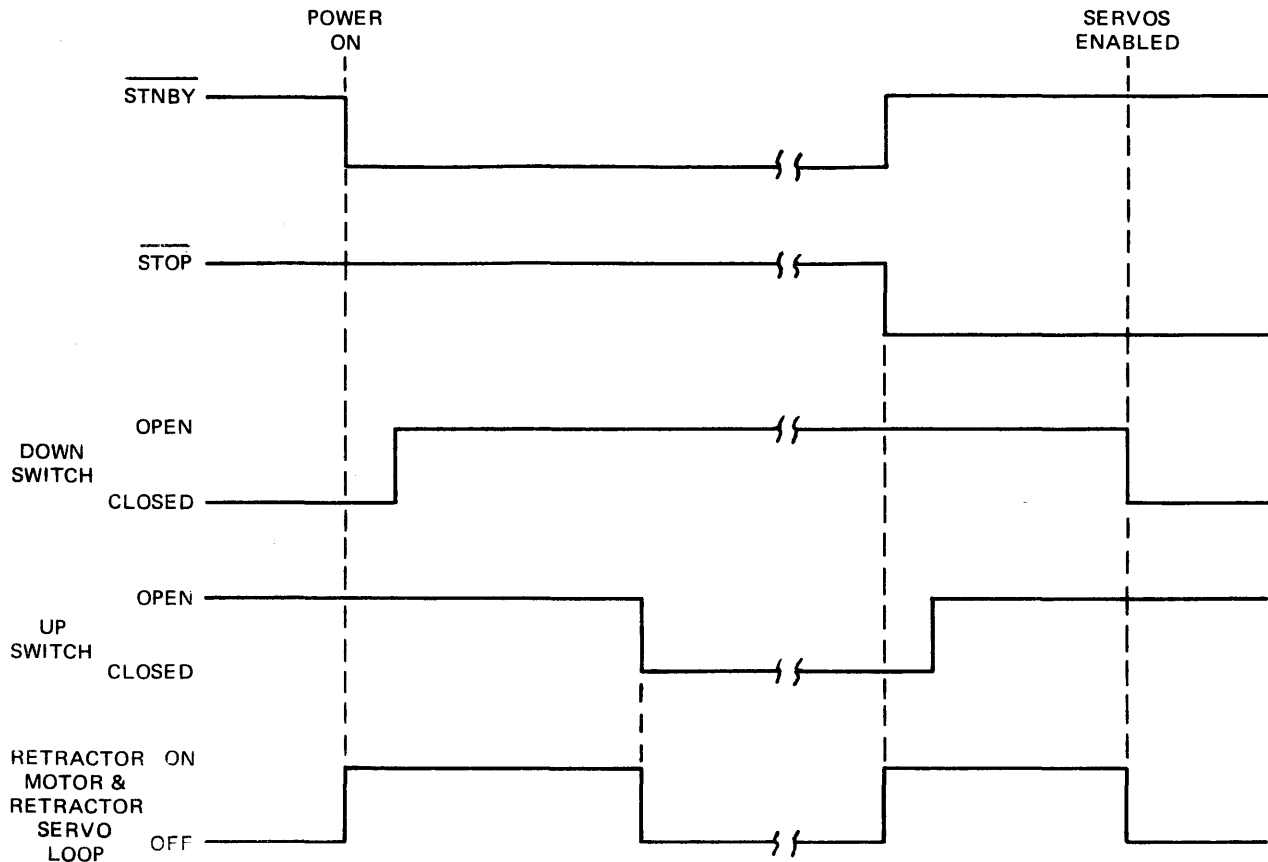 POWER
ON
SERVOS
ENABLED
STNBY
STOP
OPEN
DOWN
SWITCH
CLOSED
OPEN
UP
SWITCH
CLOSED
RETRACTOR ON
MOTOR &
RETRACTOR
SERVO
LOOP
OFF